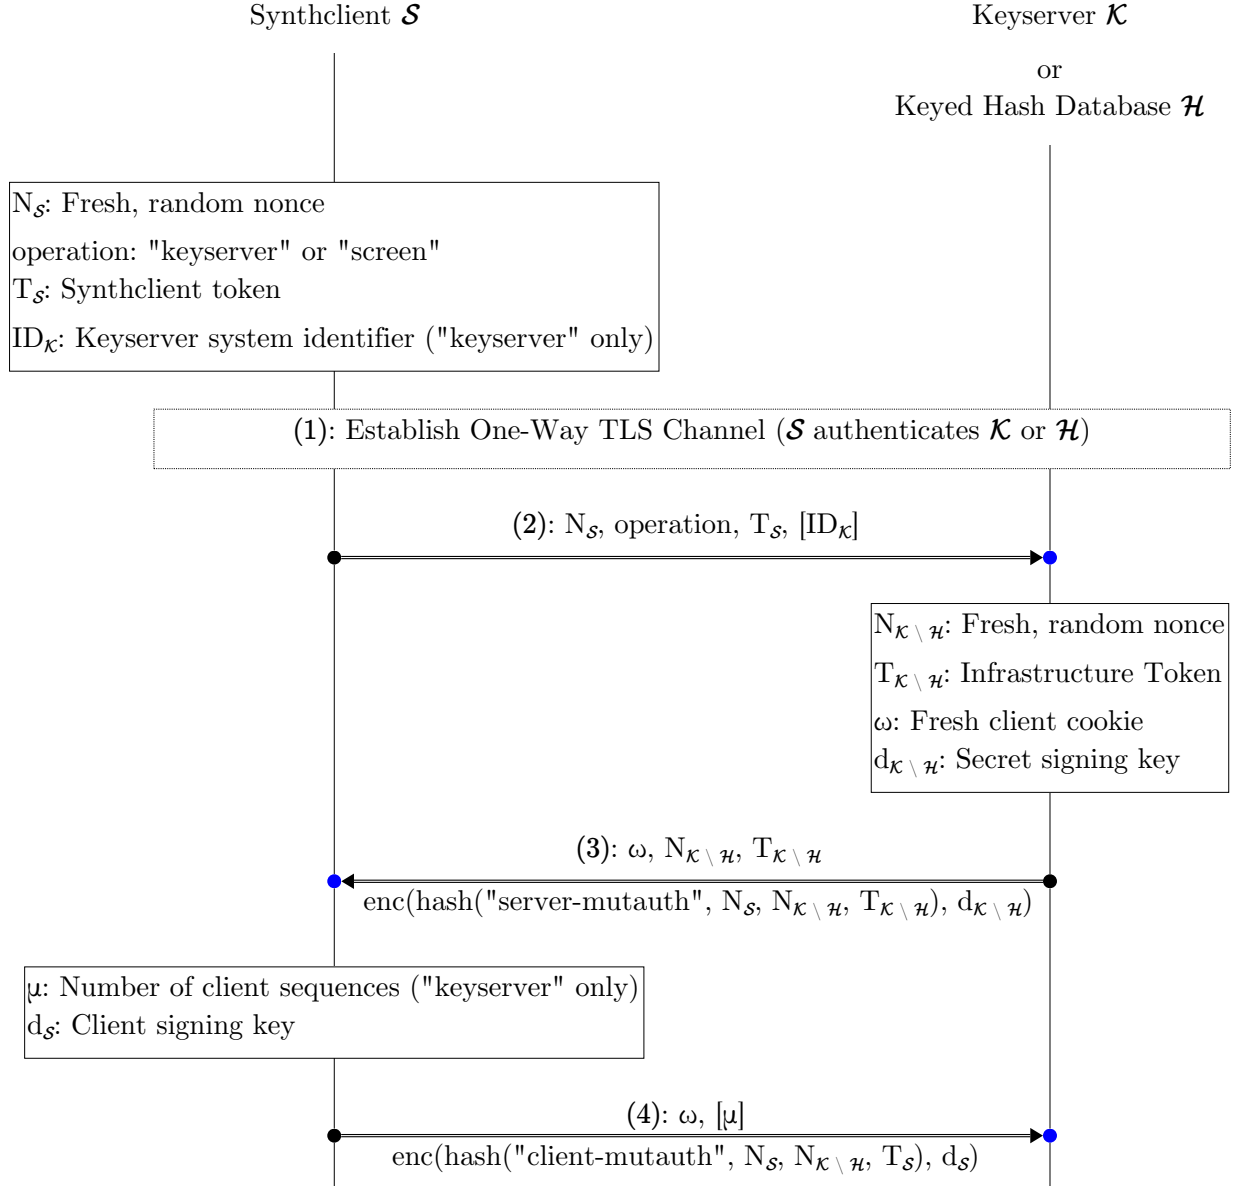 Synthclient 𝓢
Keyserver 𝓚
or
Keyed Hash Database 𝓗
N𝓢: Fresh, random nonce
operation: "keyserver" or "screen"
T𝓢: Synthclient token
ID𝓚: Keyserver system identifier ("keyserver" only)
(1): Establish One-Way TLS Channel (𝓢 authenticates 𝓚 or 𝓗)
(2): N𝓢, operation, T𝓢, [ID𝓚]
N𝓚 \ 𝓗: Fresh, random nonce
T𝓚 \ 𝓗: Infrastructure Token
ω: Fresh client cookie
d𝓚 \ 𝓗: Secret signing key
(3): ω, N𝓚 \ 𝓗, T𝓚 \ 𝓗
enc(hash("server-mutauth", N𝓢, N𝓚 \ 𝓗, T𝓚 \ 𝓗), d𝓚 \ 𝓗)
μ: Number of client sequences ("keyserver" only)
d𝓢: Client signing key
(4): ω, [μ]
enc(hash("client-mutauth", N𝓢, N𝓚 \ 𝓗, T𝓢), d𝓢)